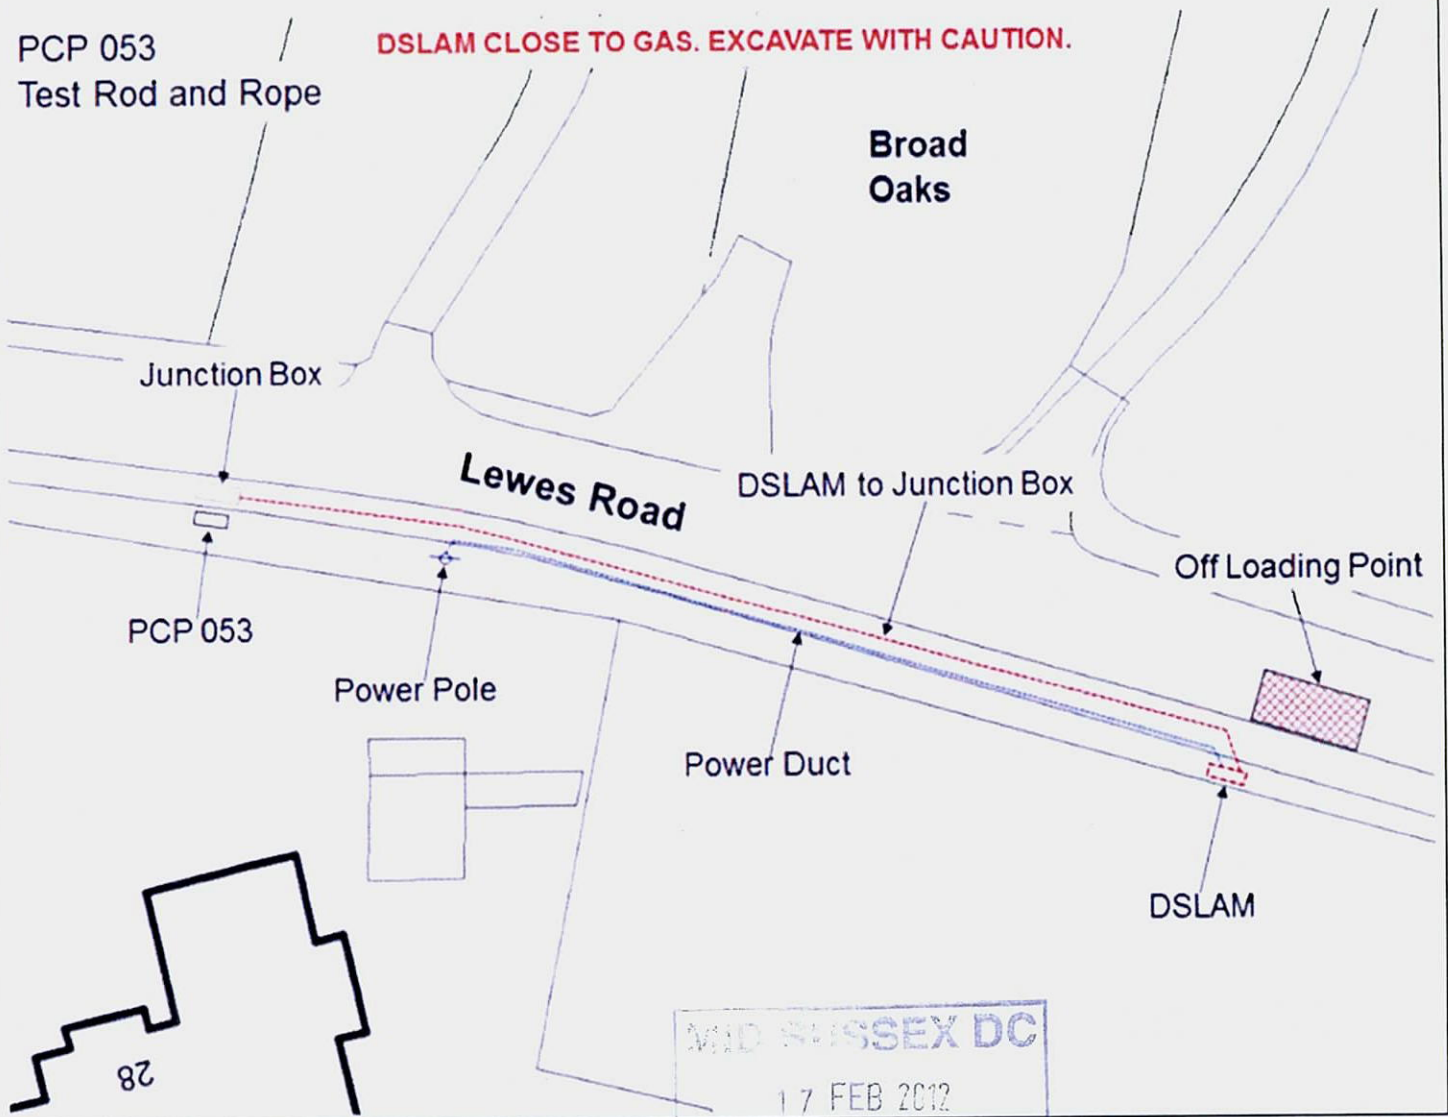 PCP 053
Test Rod and Rope
DSLAM CLOSE TO GAS. EXCAVATE WITH CAUTION.
Broad
Oaks
Junction Box
Lewes Road
DSLAM to Junction Box
Off Loading Point
PCP 053
Power Pole
Power Duct
DSLAM
28
MID SUSSEX DC
17 FEB 2012